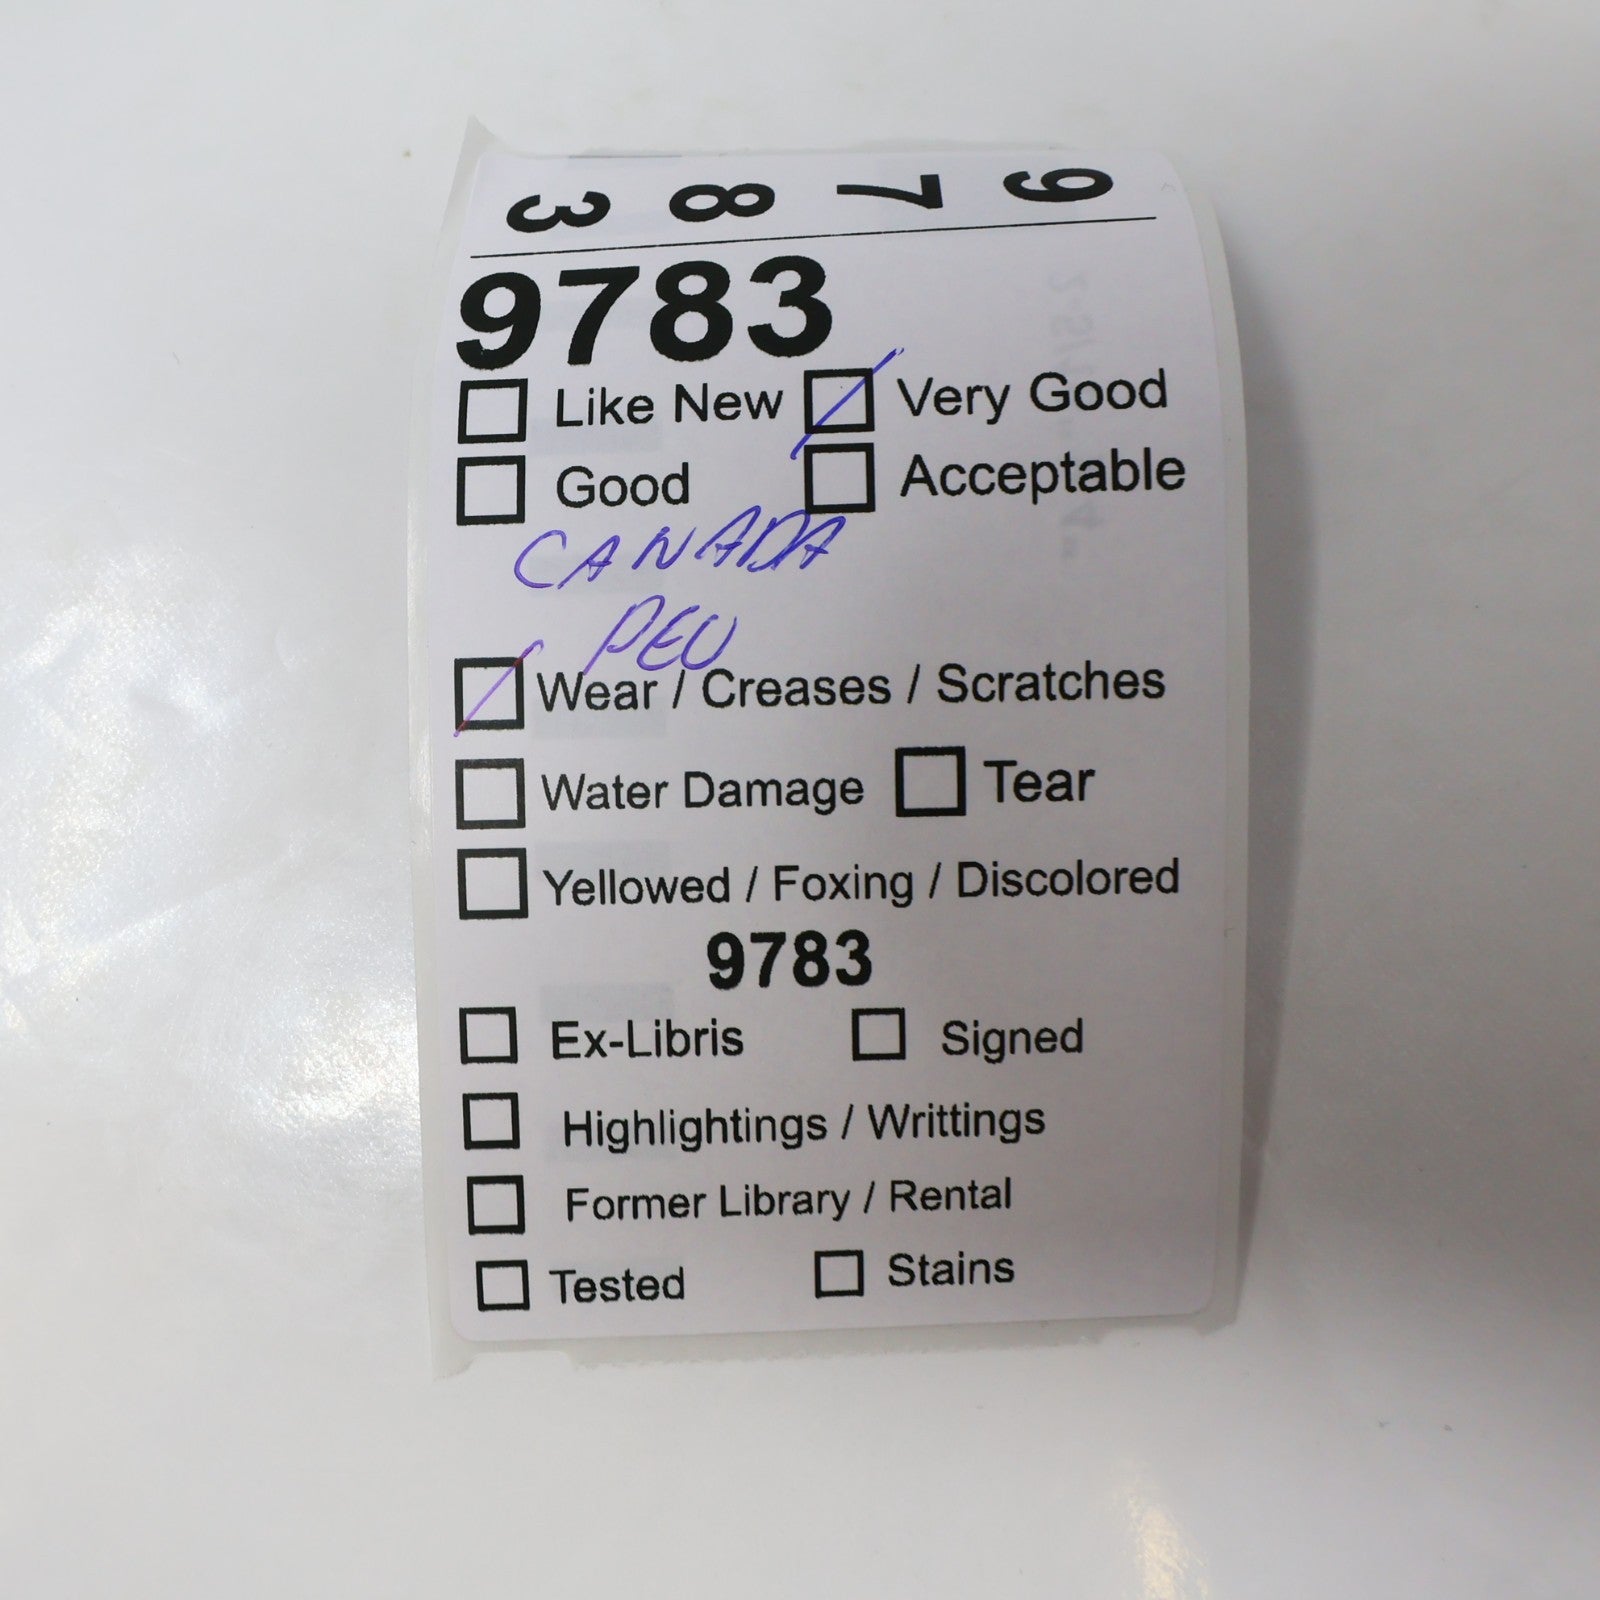 9 7 8 3
9783
Like New Very Good
Good Acceptable
CANADA
PEU
Wear / Creases / Scratches
Water Damage Tear
Yellowed / Foxing / Discolored
9783
Ex-Libris Signed
Highlightings / Writtings
Former Library / Rental
Tested Stains